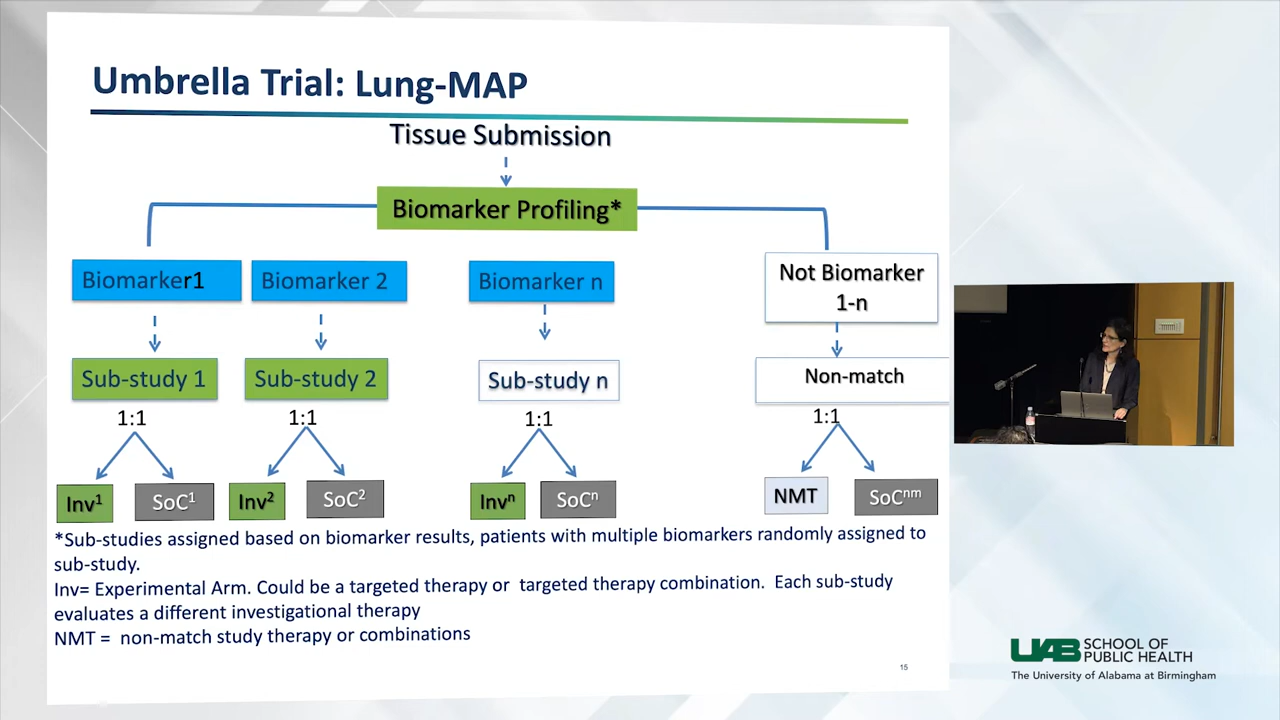 Umbrella Trial: Lung-MAP
Tissue Submission
Biomarker Profiling*
Biomarker1
Biomarker 2
Biomarker n
Not Biomarker
1-n
Sub-study 1
Sub-study 2
Sub-study n
Non-match
1:1
1:1
1:1
1:1
Inv¹
SoC¹
Inv²
SoC²
Invⁿ
SoCⁿ
NMT
SoCⁿᵐ
*Sub-studies assigned based on biomarker results, patients with multiple biomarkers randomly assigned to
sub-study.
Inv= Experimental Arm. Could be a targeted therapy or targeted therapy combination. Each sub-study
evaluates a different investigational therapy
NMT = non-match study therapy or combinations
15
UAB SCHOOL OF
PUBLIC HEALTH
The University of Alabama at Birmingham